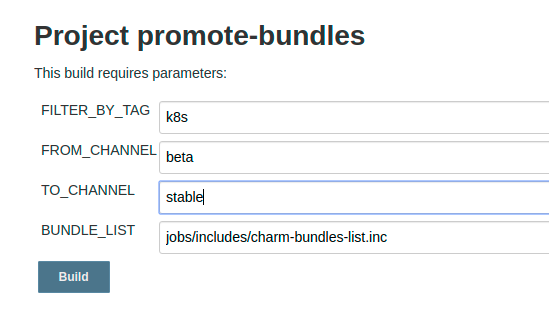 Project promote-bundles
This build requires parameters:
FILTER_BY_TAG k8s
FROM_CHANNEL beta
TO_CHANNEL stable
BUNDLE_LIST jobs/includes/charm-bundles-list.inc
Build